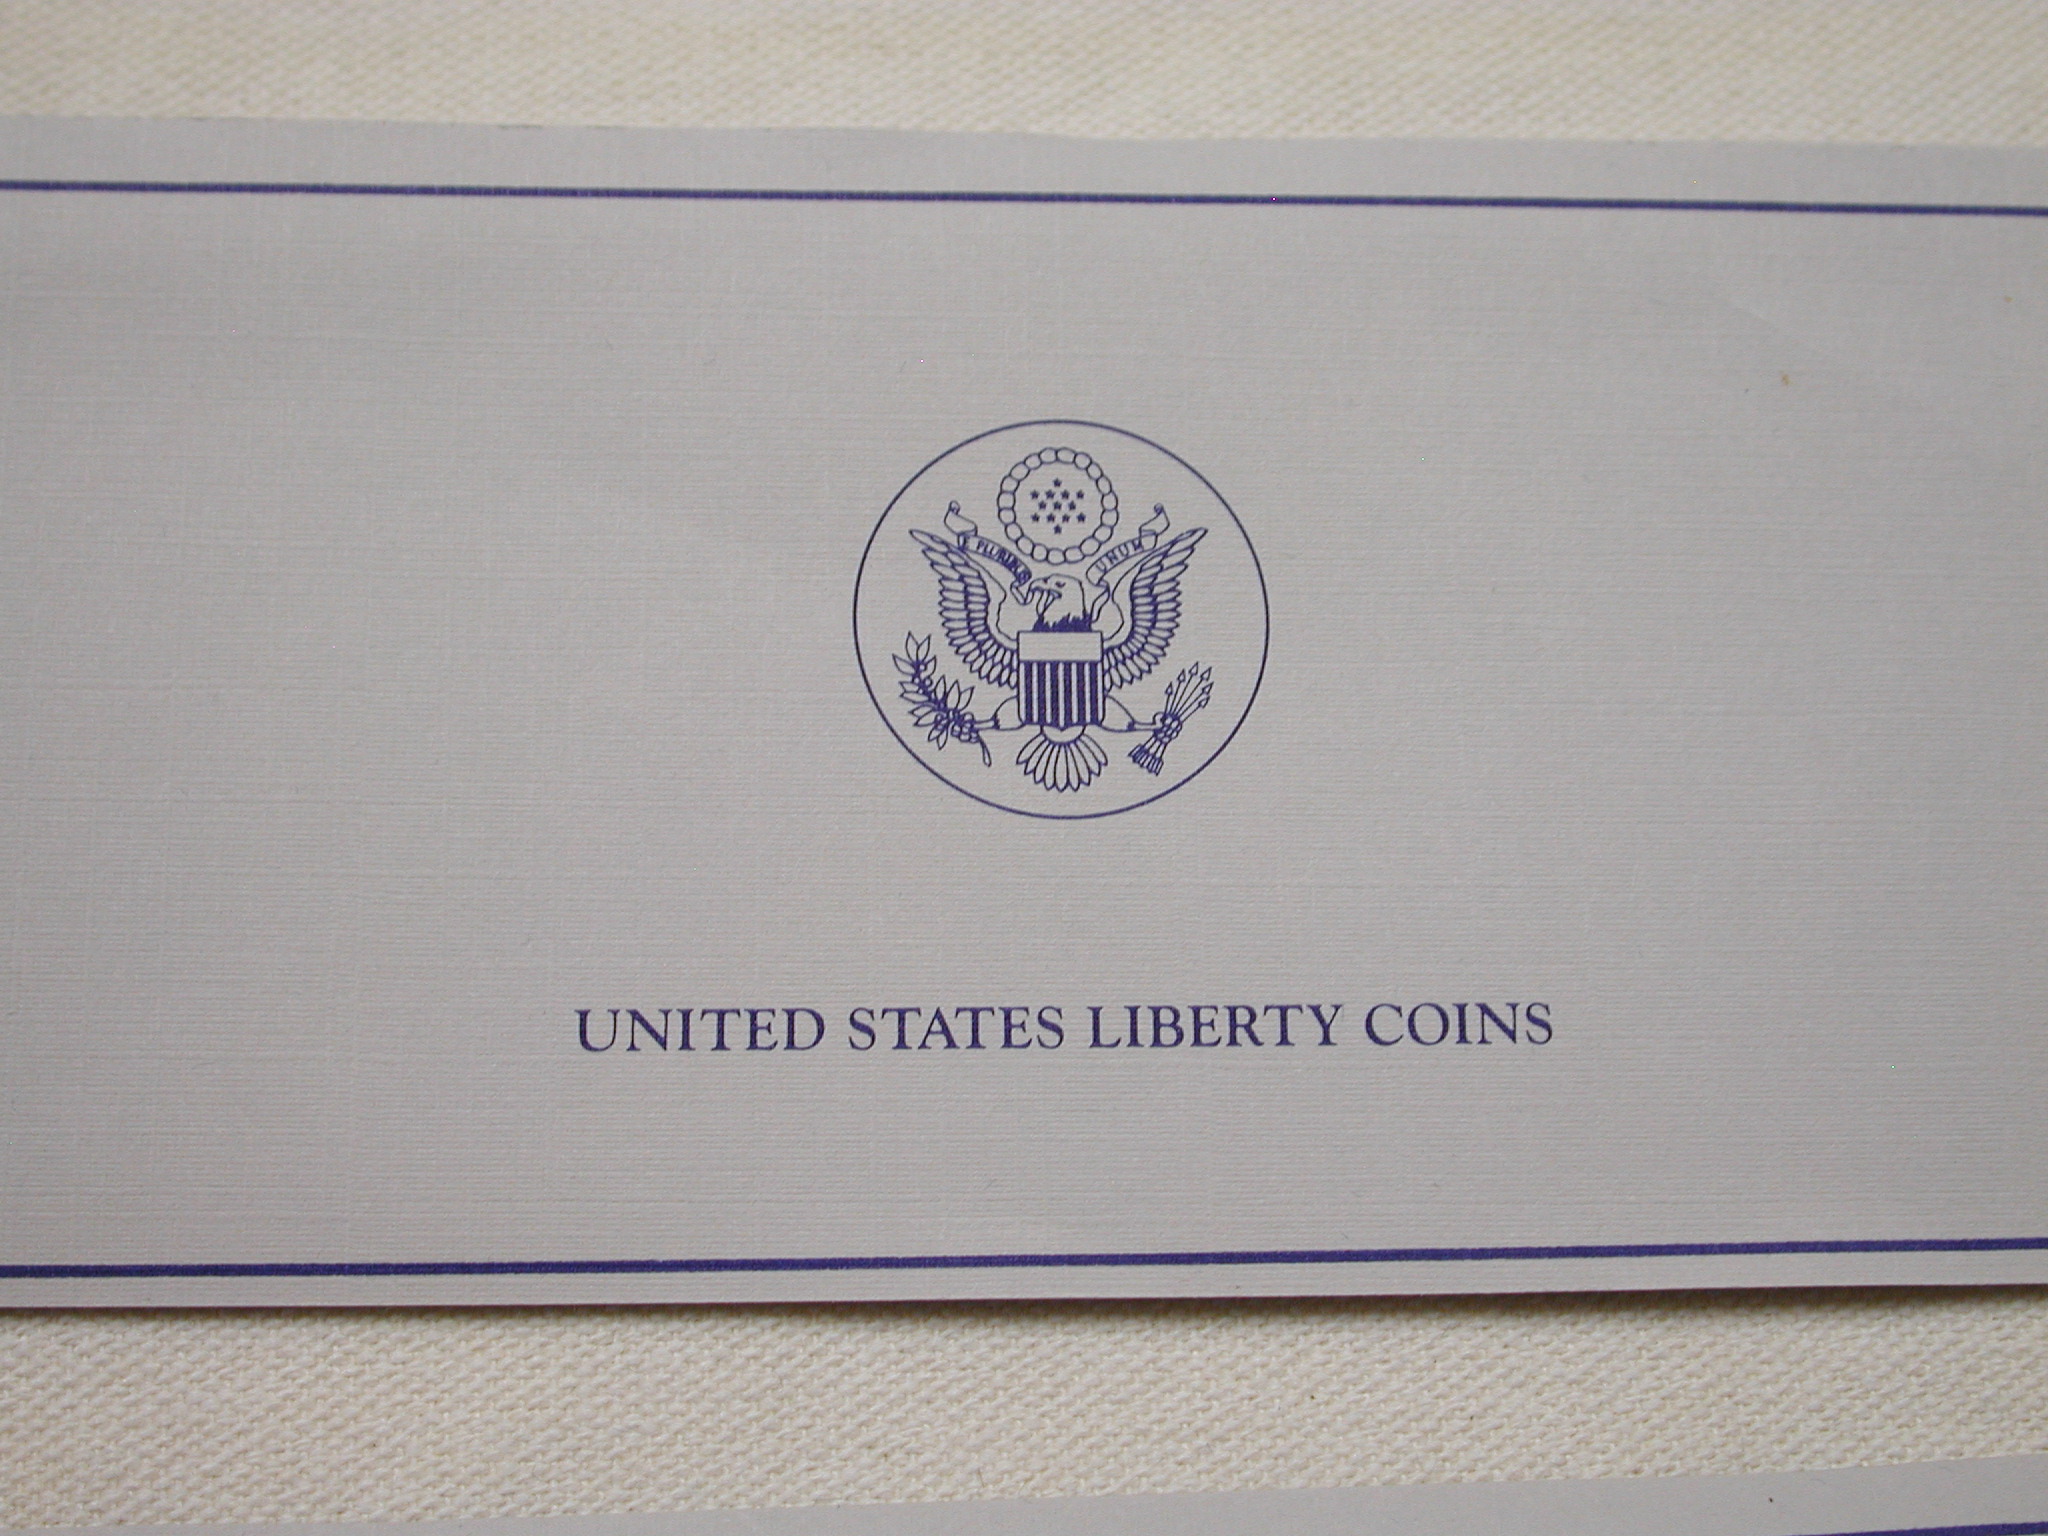 E PLURIBUS UNUM
UNITED STATES LIBERTY COINS